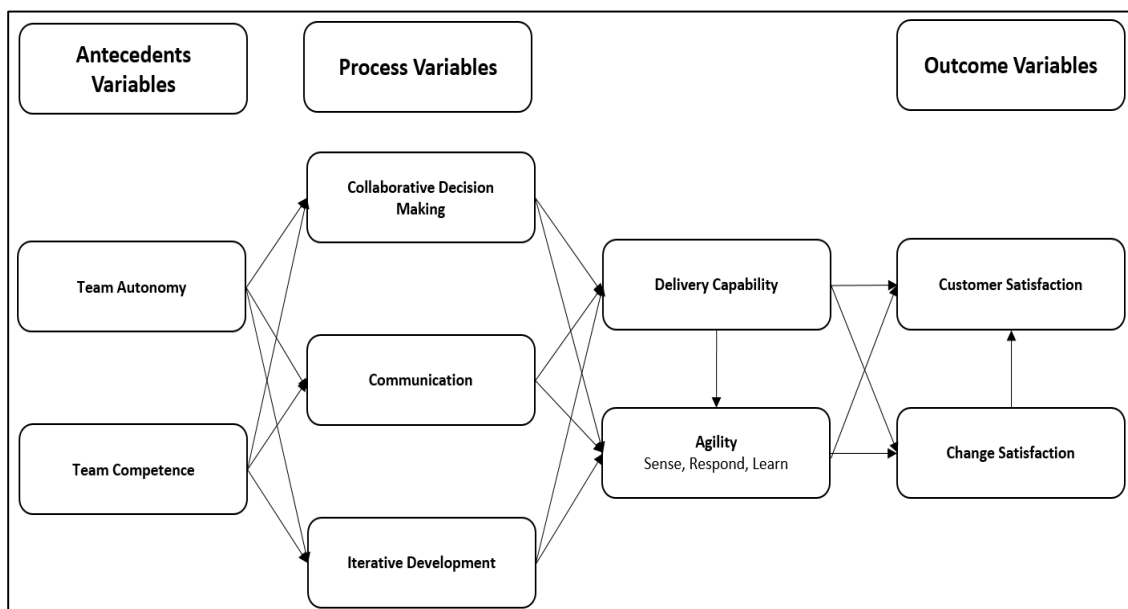 Antecedents
Variables
Process Variables
Outcome Variables
Collaborative Decision
Making
Team Autonomy
Delivery Capability
Customer Satisfaction
Communication
Team Competence
Agility
Sense, Respond, Learn
Change Satisfaction
Iterative Development